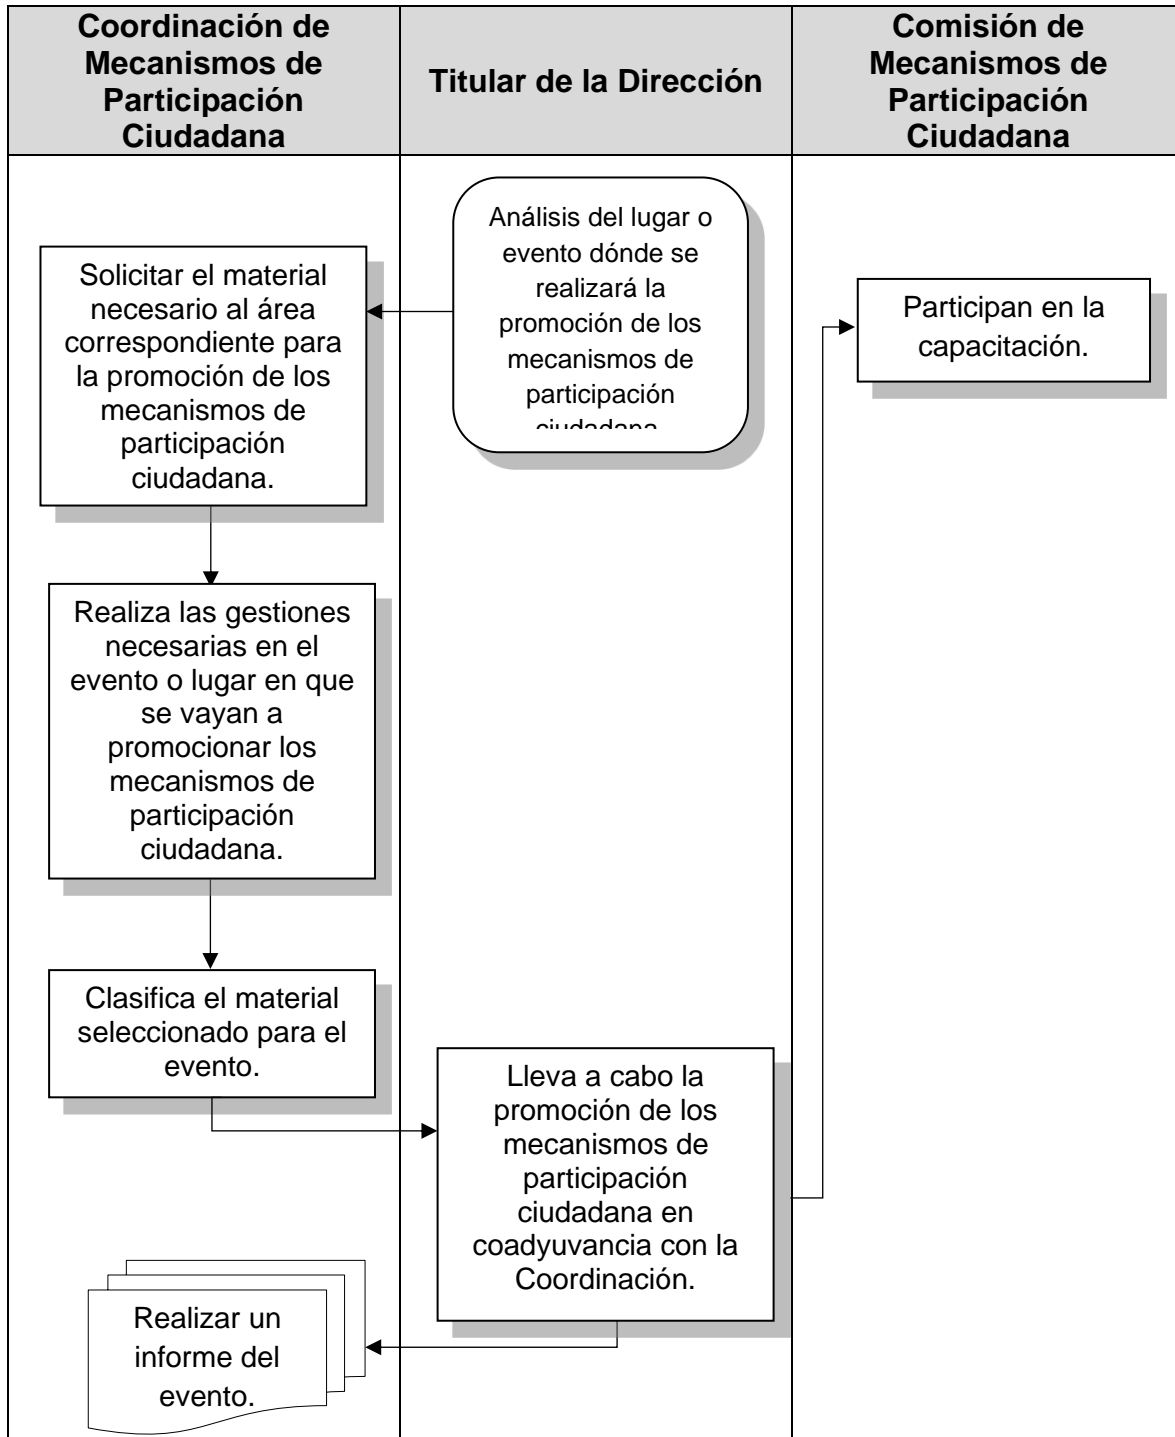 Coordinación de
Mecanismos de
Participación
Ciudadana
Titular de la Dirección
Comisión de
Mecanismos de
Participación
Ciudadana
Análisis del lugar o
evento dónde se
realizará la
promoción de los
mecanismos de
participación
ciudadana
Solicitar el material
necesario al área
correspondiente para
la promoción de los
mecanismos de
participación
ciudadana.
Participan en la
capacitación.
Realiza las gestiones
necesarias en el
evento o lugar en que
se vayan a
promocionar los
mecanismos de
participación
ciudadana.
Clasifica el material
seleccionado para el
evento.
Lleva a cabo la
promoción de los
mecanismos de
participación
ciudadana en
coadyuvancia con la
Coordinación.
Realizar un
informe del
evento.